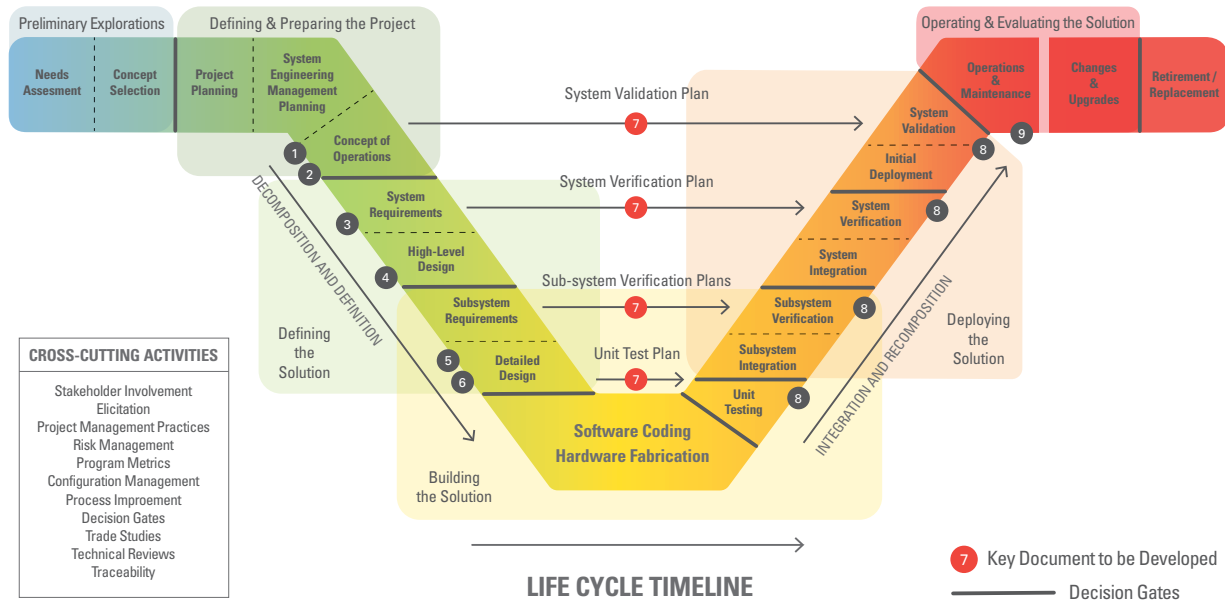 Preliminary Explorations
Defining & Preparing the Project
Operating & Evaluating the Solution
Needs
Assesment
Concept
Selection
Project
Planning
System
Engineering
Management
Planning
Concept of
Operations
1
2
System
Requirements
3
High-Level
Design
4
Subsystem
Requirements
5
Detailed
Design
6
DECOMPOSITION AND DEFINITION
Defining
the
Solution
System Validation Plan
7
System Verification Plan
7
Sub-system Verification Plans
7
Unit Test Plan
7
Software Coding
Hardware Fabrication
Building
the Solution
Operations
&
Maintenance
Changes
&
Upgrades
Retirement /
Replacement
System
Validation
9
8
Initial
Deployment
System
Verification
8
System
Integration
Subsystem
Verification
8
Subsystem
Integration
Unit
Testing
8
INTEGRATION AND RECOMPOSITION
Deploying
the
Solution
CROSS-CUTTING ACTIVITIES
Stakeholder Involvement
Elicitation
Project Management Practices
Risk Management
Program Metrics
Configuration Management
Process Improement
Decision Gates
Trade Studies
Technical Reviews
Traceability
LIFE CYCLE TIMELINE
7 Key Document to be Developed
Decision Gates